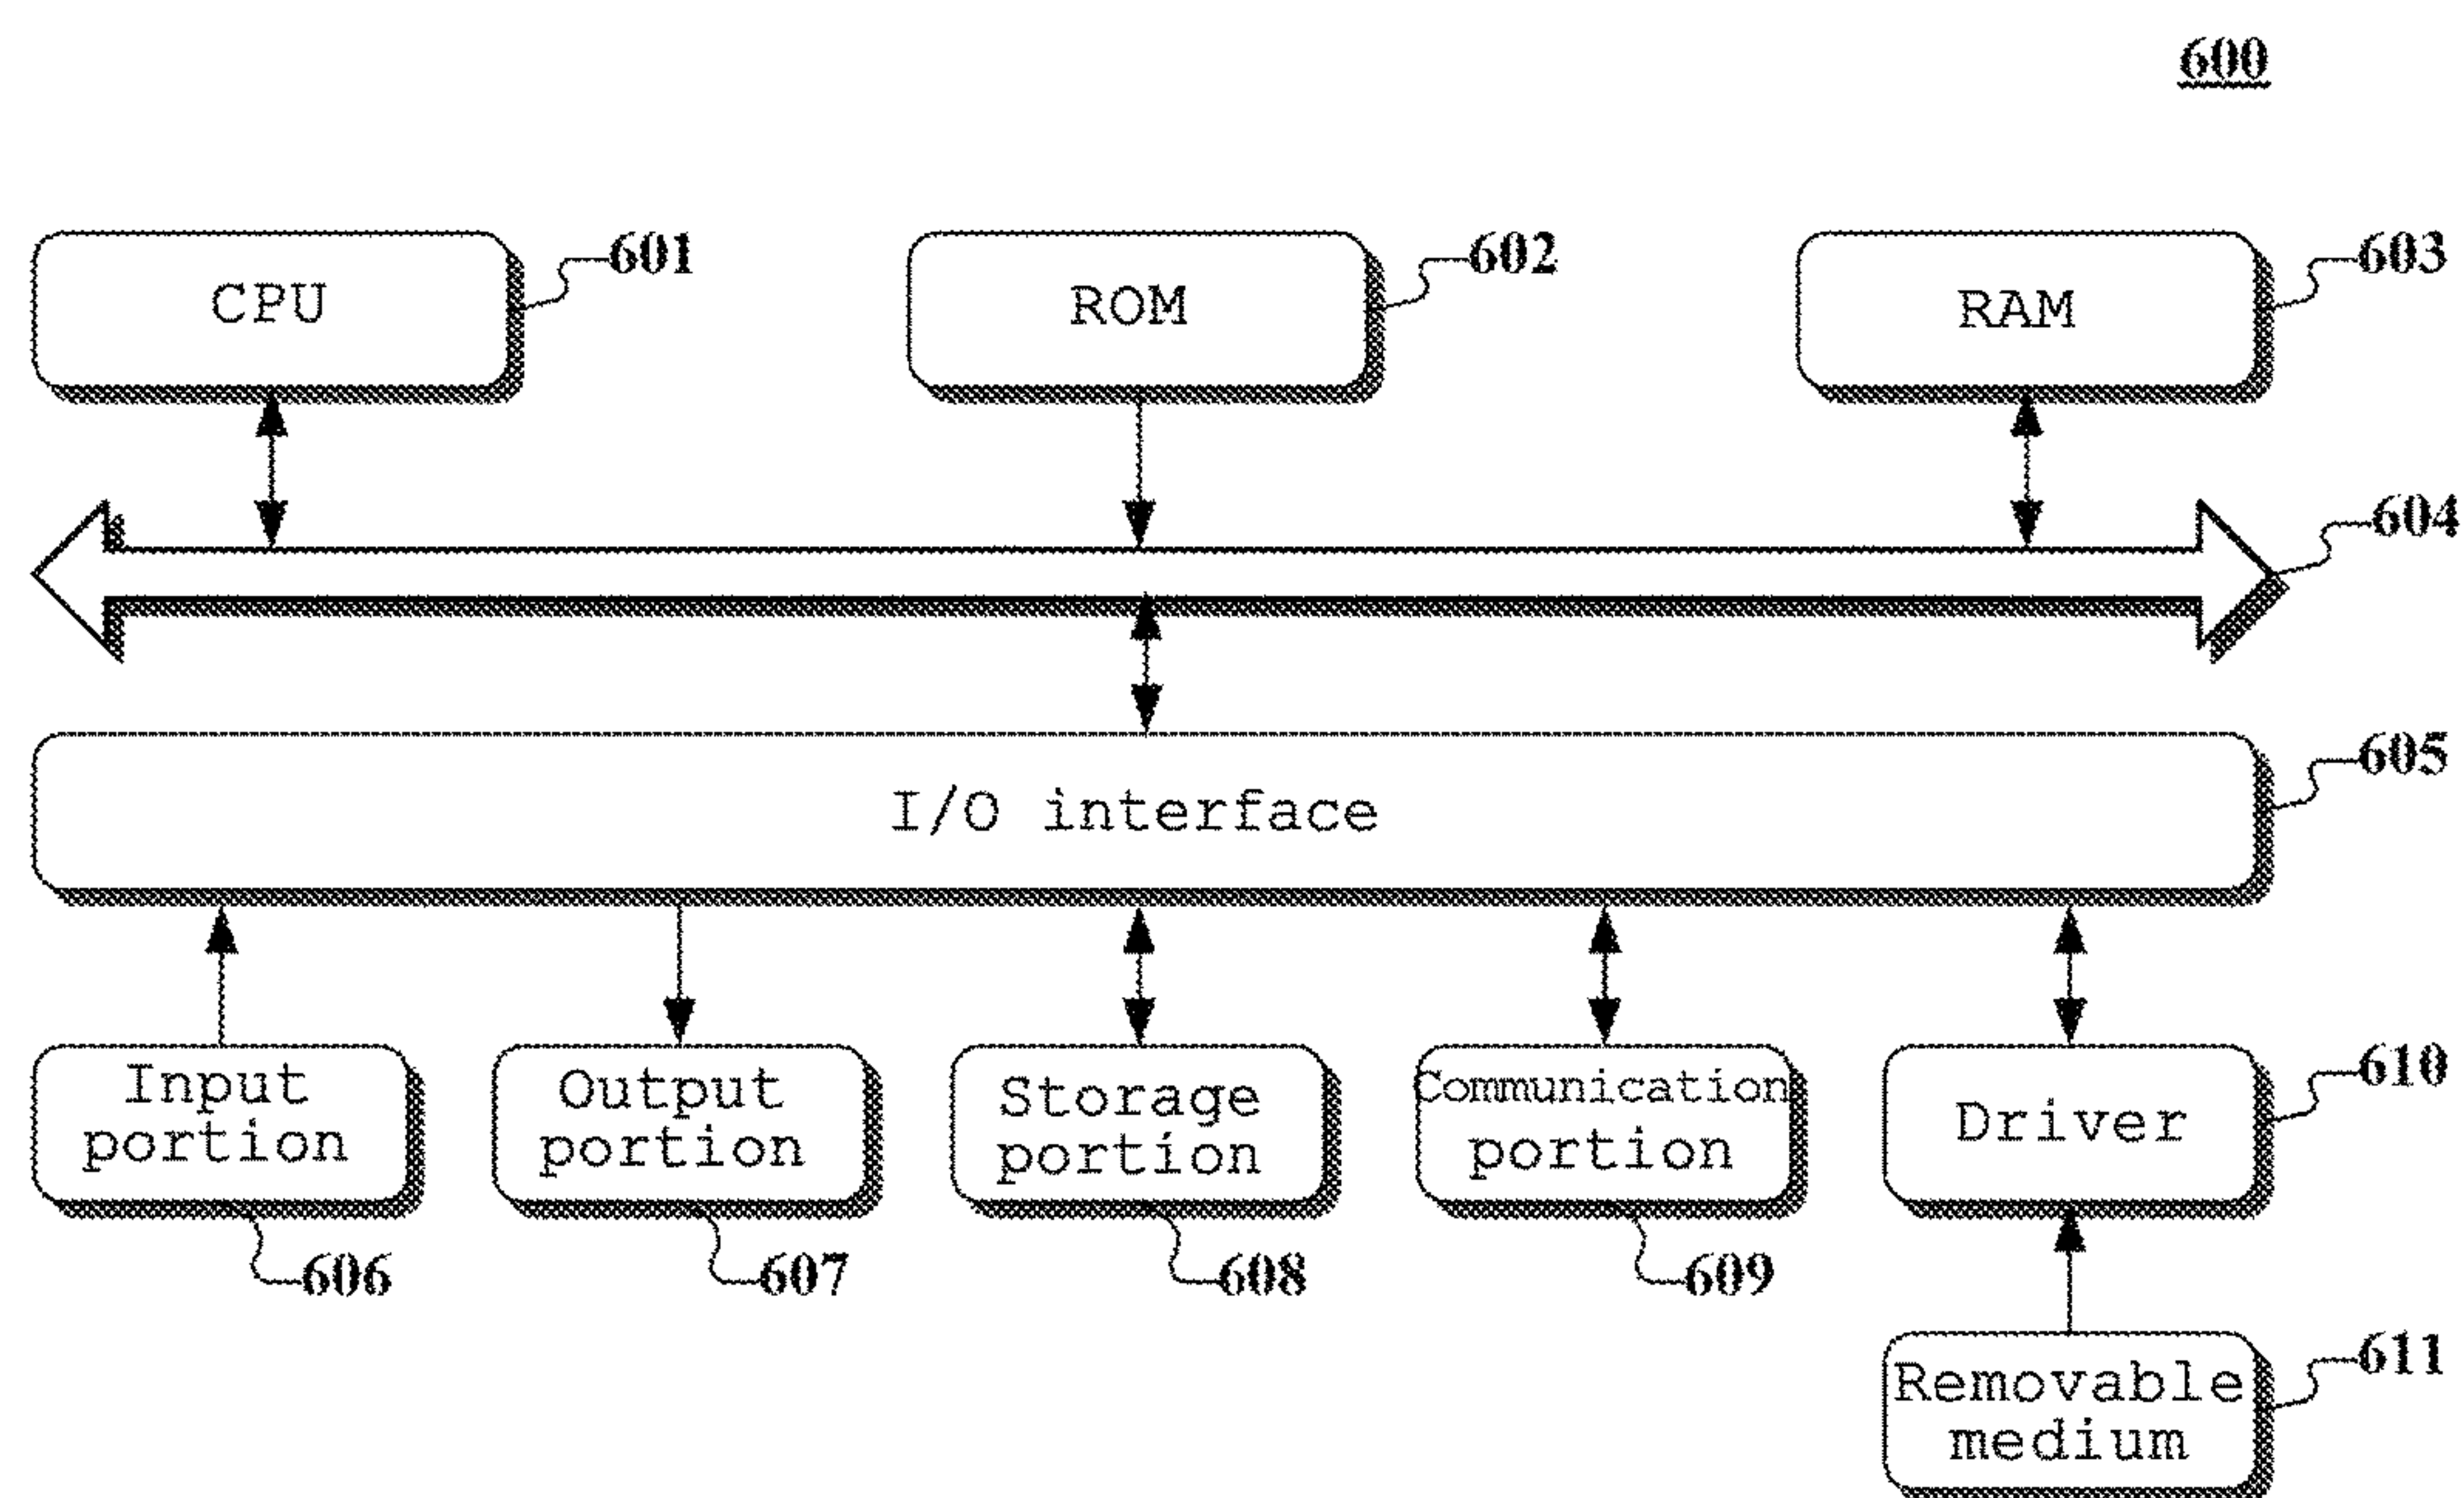 600
CPU
601
ROM
602
RAM
603
604
I/O interface
605
Input
portion
606
Output
portion
607
Storage
portion
608
Communication
portion
609
Driver
610
Removable
medium
611